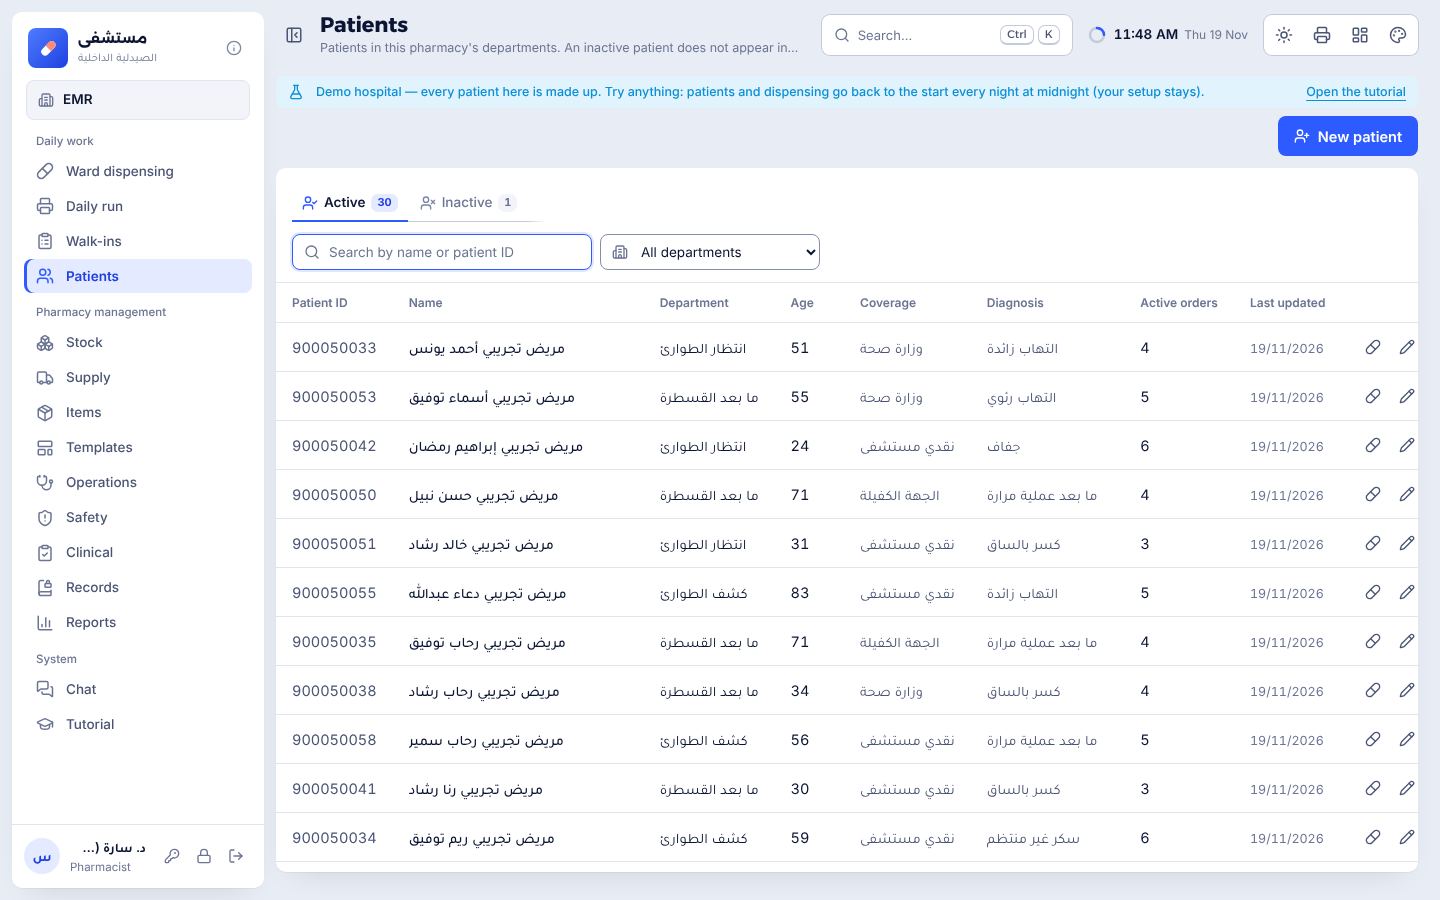 مستشفى
الصيدلية الداخلية
EMR
Daily work
Ward dispensing
Daily run
Walk-ins
Patients
Pharmacy management
Stock
Supply
Items
Templates
Operations
Safety
Clinical
Records
Reports
System
Chat
Tutorial
س
د. سارة (...
Pharmacist
Patients
Patients in this pharmacy's departments. An inactive patient does not appear in...
Search...
Ctrl K
11:48 AM Thu 19 Nov
Demo hospital — every patient here is made up. Try anything: patients and dispensing go back to the start every night at midnight (your setup stays).
Open the tutorial
New patient
Active 30
Inactive 1
Search by name or patient ID
All departments
Patient ID Name Department Age Coverage Diagnosis Active orders Last updated
900050033 مريض تجريبي أحمد يونس انتظار الطوارئ 51 وزارة صحة التهاب زائدة 4 19/11/2026
900050053 مريض تجريبي أسماء توفيق ما بعد القسطرة 55 وزارة صحة التهاب رئوي 5 19/11/2026
900050042 مريض تجريبي إبراهيم رمضان انتظار الطوارئ 24 نقدي مستشفى جفاف 6 19/11/2026
900050050 مريض تجريبي حسن نبيل ما بعد القسطرة 71 الجهة الكفيلة ما بعد عملية مرارة 4 19/11/2026
900050051 مريض تجريبي خالد رشاد انتظار الطوارئ 31 نقدي مستشفى كسر بالساق 3 19/11/2026
900050055 مريض تجريبي دعاء عبدالله كشف الطوارئ 83 نقدي مستشفى التهاب زائدة 5 19/11/2026
900050035 مريض تجريبي رحاب توفيق ما بعد القسطرة 71 الجهة الكفيلة ما بعد عملية مرارة 4 19/11/2026
900050038 مريض تجريبي رحاب رشاد ما بعد القسطرة 34 وزارة صحة كسر بالساق 4 19/11/2026
900050058 مريض تجريبي رحاب سمير كشف الطوارئ 56 نقدي مستشفى ما بعد عملية مرارة 5 19/11/2026
900050041 مريض تجريبي رنا رشاد ما بعد القسطرة 30 نقدي مستشفى كسر بالساق 3 19/11/2026
900050034 مريض تجريبي ريم توفيق كشف الطوارئ 59 نقدي مستشفى سكر غير منتظم 6 19/11/2026